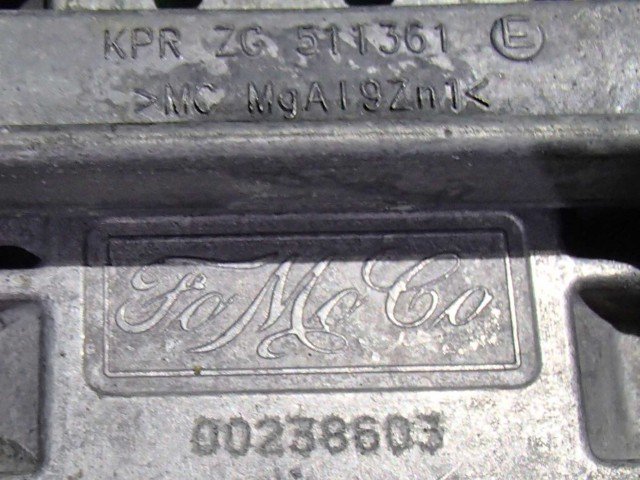 KPR ZG 511361 E
>MC MgAl9Zn1<
FoMoCo
00238603